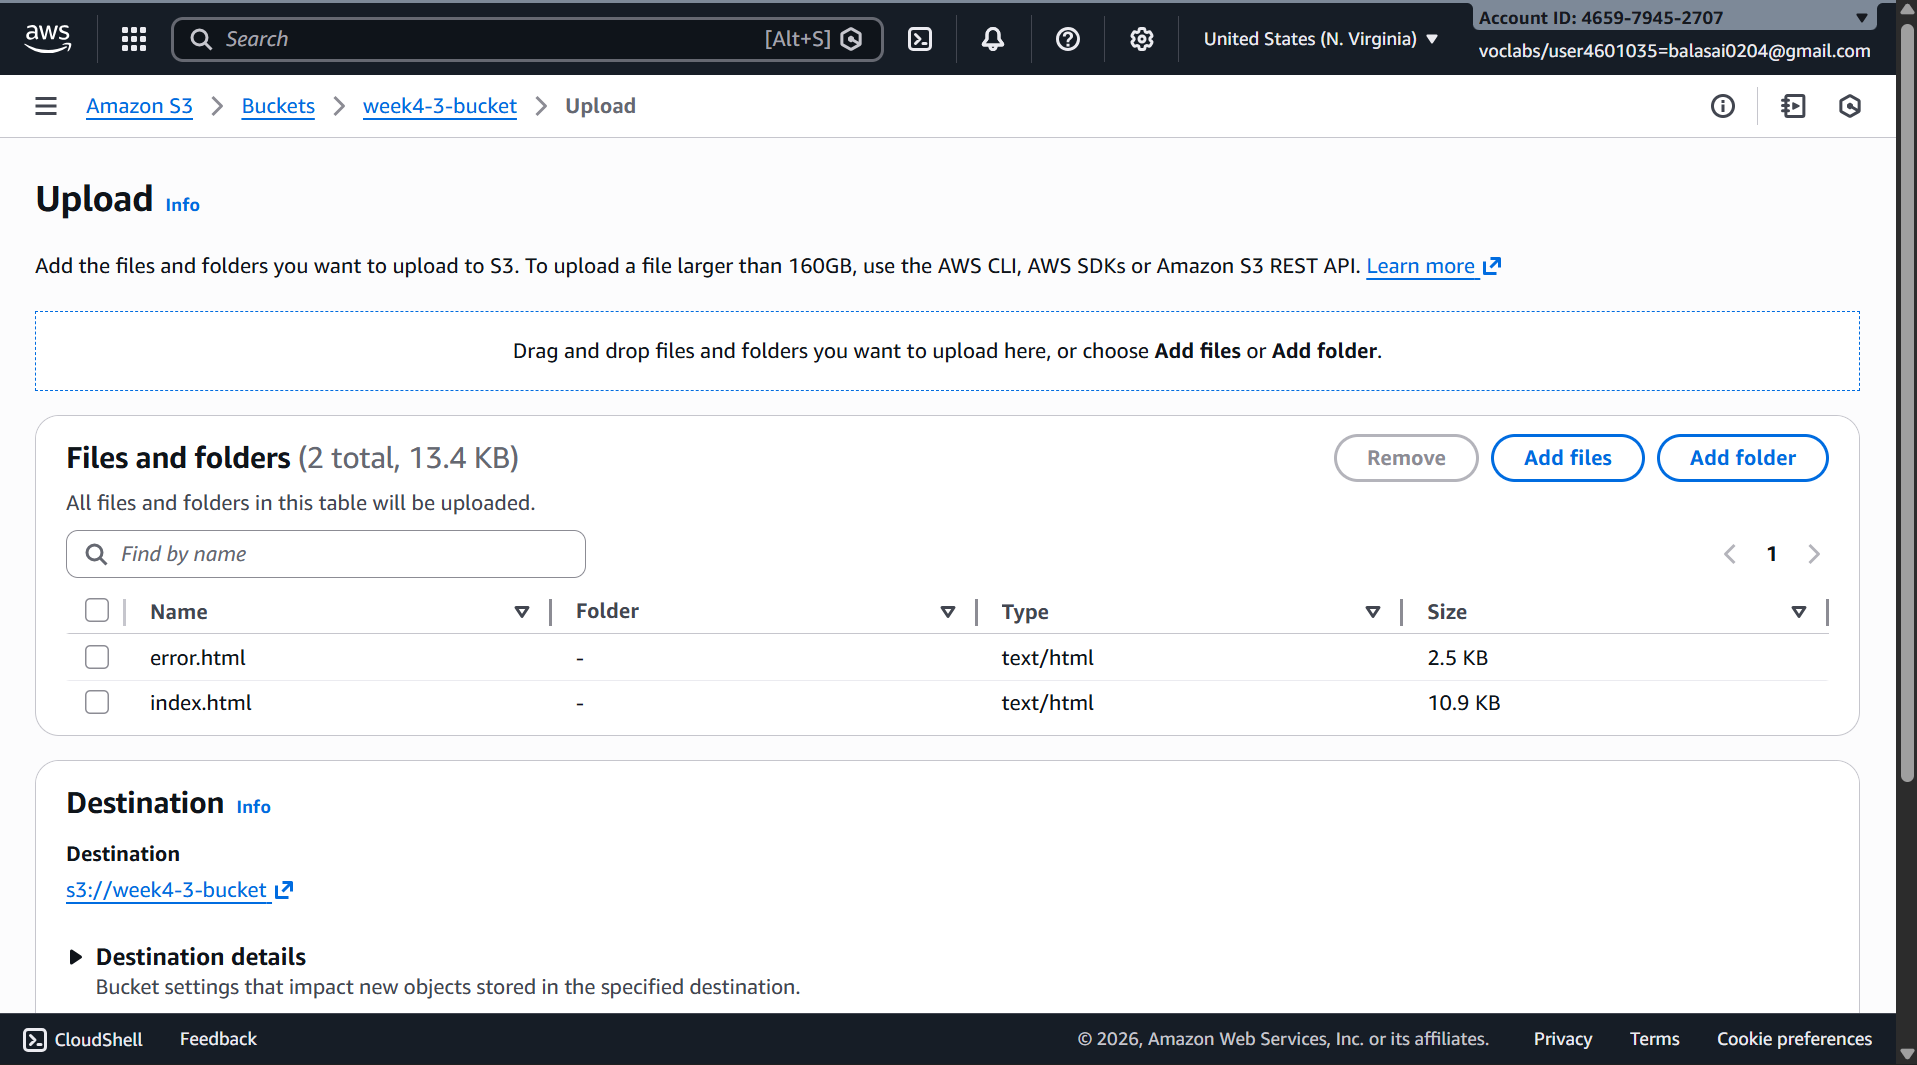 aws
Search [Alt+S]
United States (N. Virginia)
Account ID: 4659-7945-2707
voclabs/user4601035=balasai0204@gmail.com
Amazon S3 Buckets week4-3-bucket Upload
Upload Info
Add the files and folders you want to upload to S3. To upload a file larger than 160GB, use the AWS CLI, AWS SDKs or Amazon S3 REST API. Learn more
Drag and drop files and folders you want to upload here, or choose Add files or Add folder.
Files and folders (2 total, 13.4 KB)
Remove Add files Add folder
All files and folders in this table will be uploaded.
Find by name
1
Name Folder Type Size
error.html - text/html 2.5 KB
index.html - text/html 10.9 KB
Destination Info
Destination
s3://week4-3-bucket
Destination details
Bucket settings that impact new objects stored in the specified destination.
CloudShell Feedback © 2026, Amazon Web Services, Inc. or its affiliates. Privacy Terms Cookie preferences